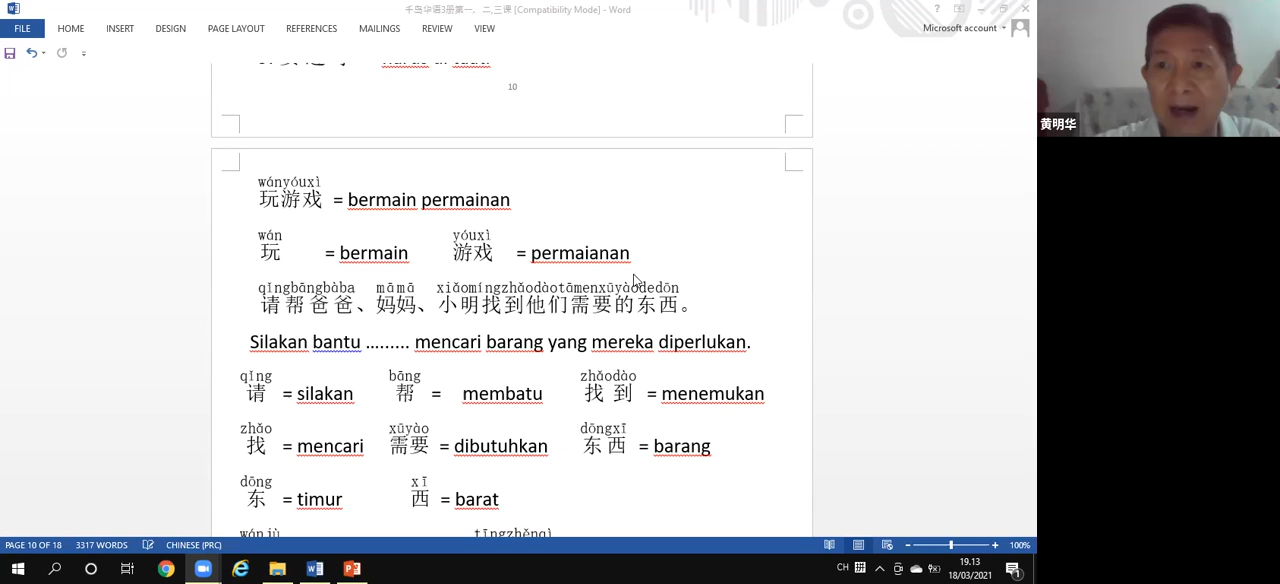 千岛华语3册第一，二,三课 [Compatibility Mode] - Word
FILE HOME INSERT DESIGN PAGE LAYOUT REFERENCES MAILINGS REVIEW VIEW Microsoft account
10
wányóuxì
玩游戏 = bermain permainan
wán yóuxì
玩 = bermain 游戏 = permaianan
qǐngbāngbàba māmā xiǎomíngzhǎodàotāmenxūyàodedōn
请帮爸爸、妈妈、小明找到他们需要的东西。
Silakan bantu ......... mencari barang yang mereka diperlukan.
qǐng bāng zhǎodào
请 = silakan 帮 = membatu 找到 = menemukan
zhǎo xūyào dōngxī
找 = mencari 需要 = dibutuhkan 东西 = barang
dōng xī
东 = timur 西 = barat
wánjù tīngzhěnqì
黄明华
PAGE 10 OF 18 3317 WORDS CHINESE (PRC) 100%
CH 19.13
18/03/2021